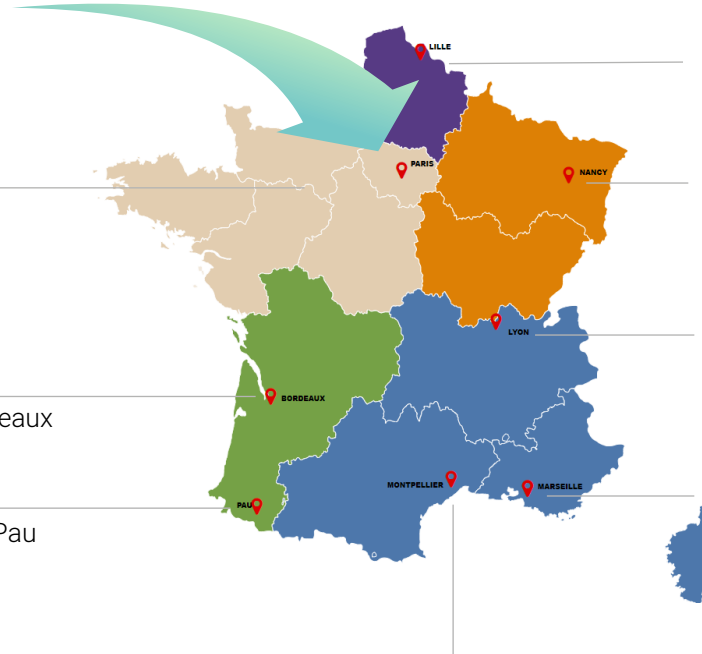 LILLE
PARIS
NANCY
LYON
BORDEAUX
eaux
MONTPELLIER
MARSEILLE
PAU
Pau